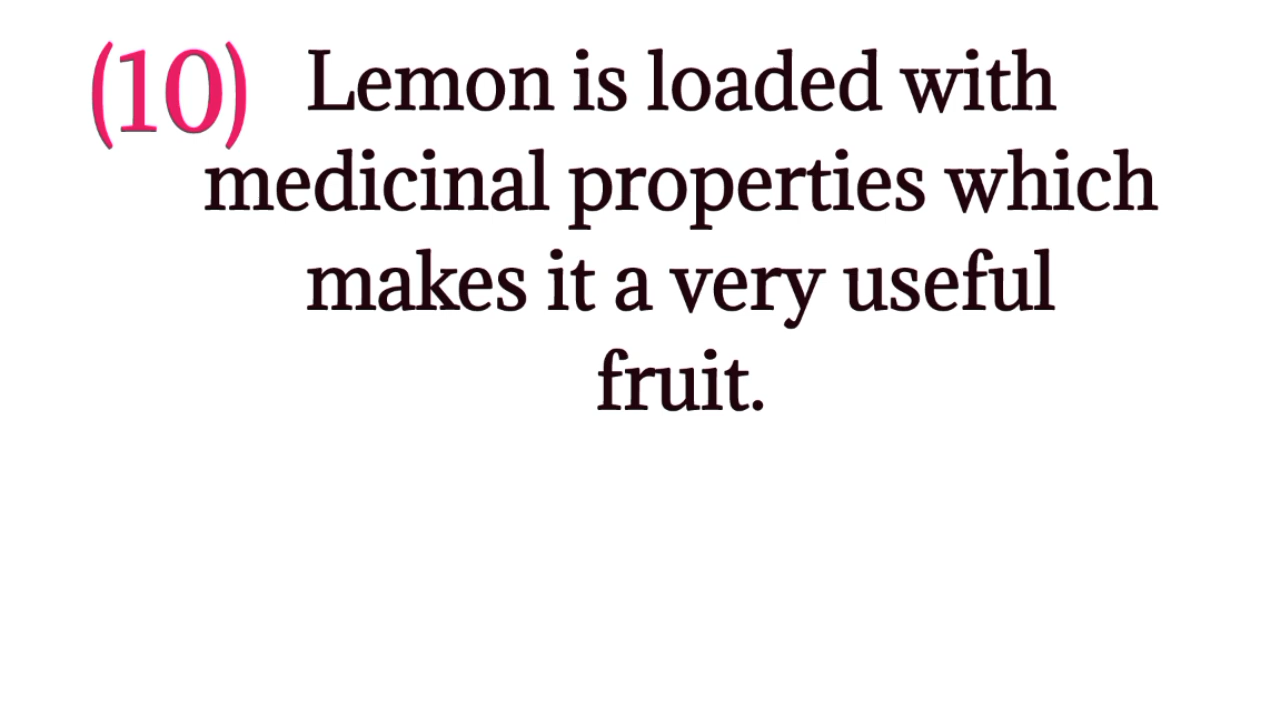 (10) Lemon is loaded with
medicinal properties which
makes it a very useful
fruit.